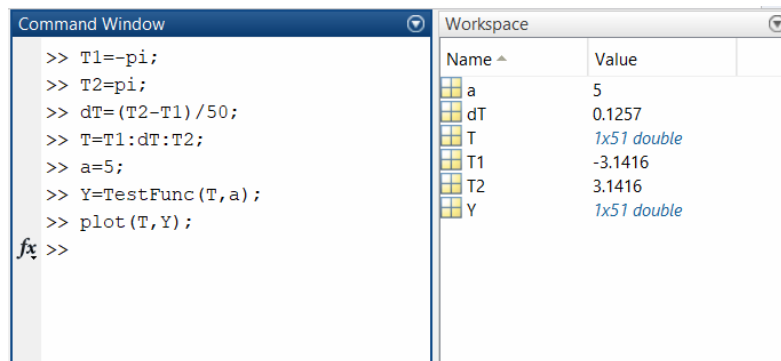 Command Window
>> T1=-pi;
>> T2=pi;
>> dT=(T2-T1)/50;
>> T=T1:dT:T2;
>> a=5;
>> Y=TestFunc(T,a);
>> plot(T,Y);
fx >>
Workspace
Name Value
a 5
dT 0.1257
T 1x51 double
T1 -3.1416
T2 3.1416
Y 1x51 double